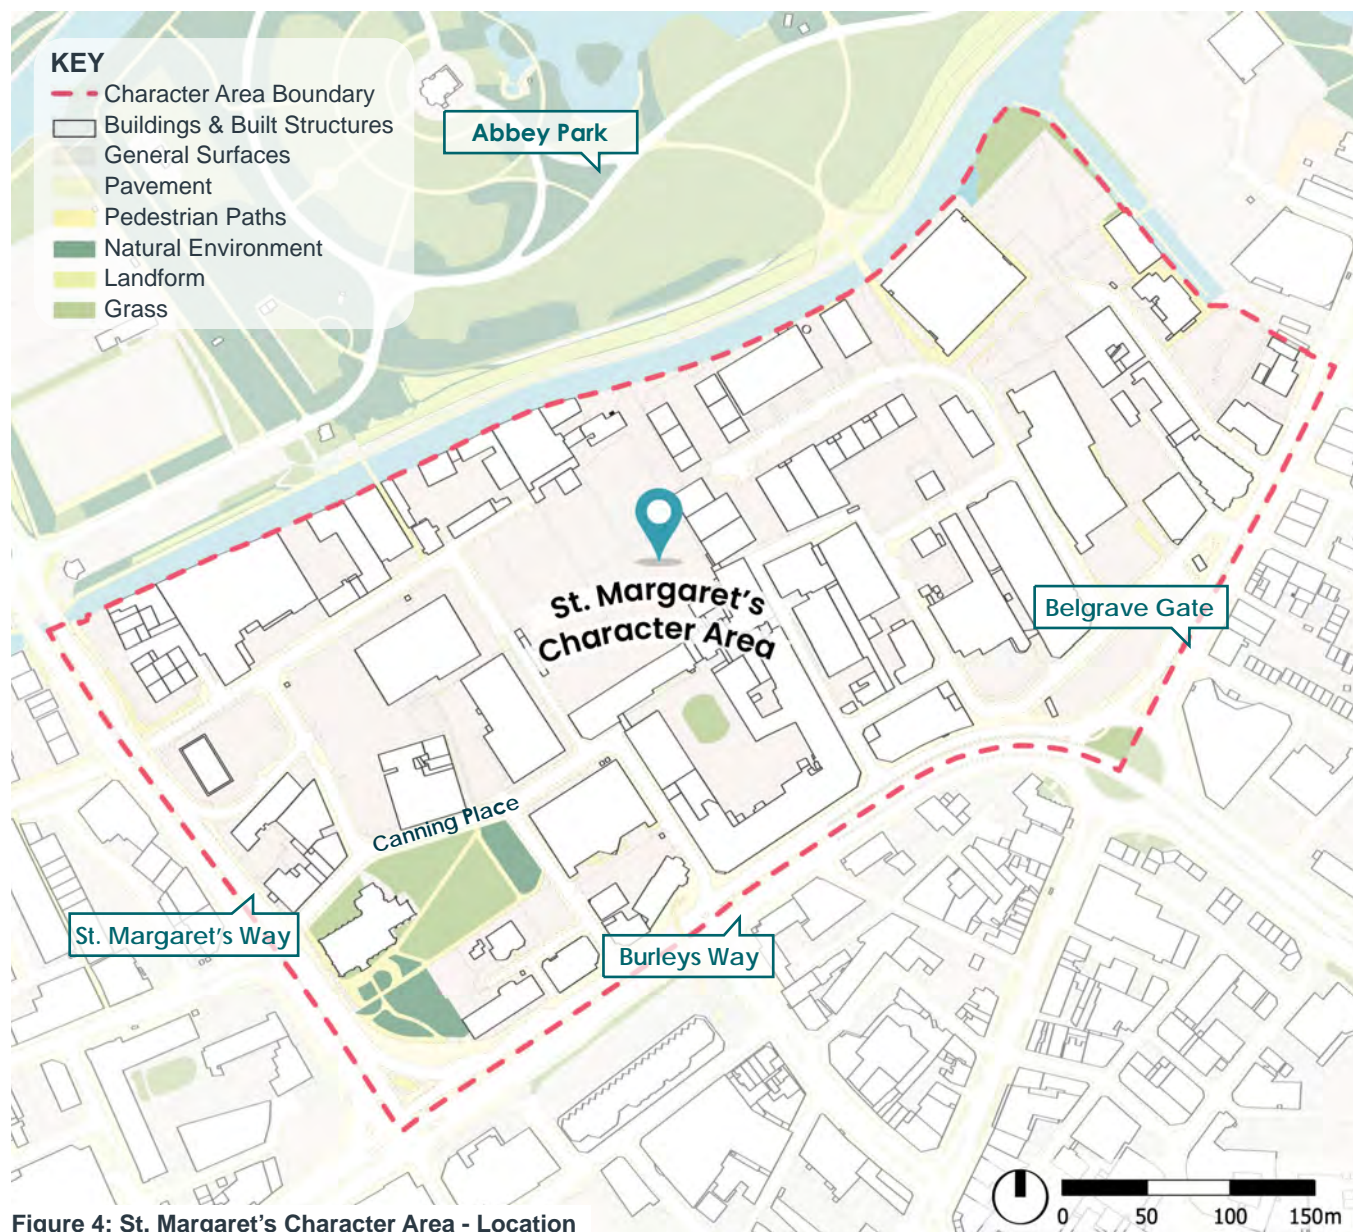 KEY
Character Area Boundary
Buildings & Built Structures
General Surfaces
Pavement
Pedestrian Paths
Natural Environment
Landform
Grass
Abbey Park
St. Margaret's
Character Area
Belgrave Gate
Canning Place
St. Margaret's Way
Burleys Way
0 50 100 150m
Figure 4: St. Margaret's Character Area - Location